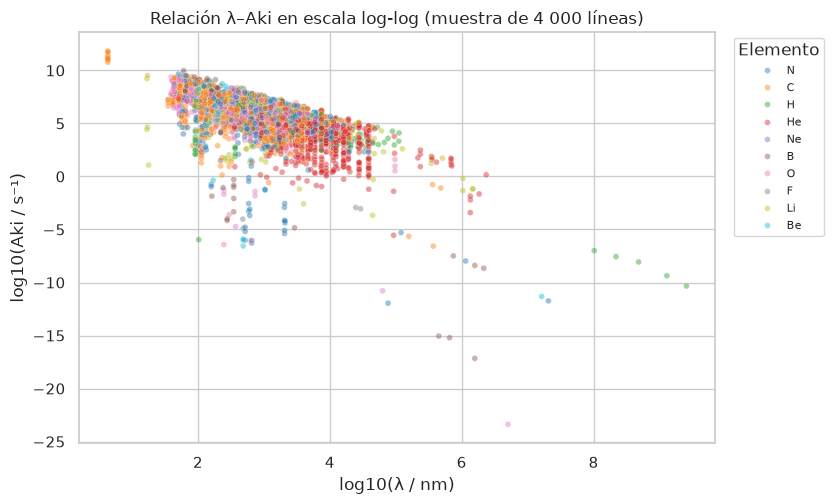 Relación λ–Aki en escala log-log (muestra de 4 000 líneas)
log10(Aki / s⁻¹)
10
5
0
−5
−10
−15
−20
−25
2
4
6
8
log10(λ / nm)
Elemento
N
C
H
He
Ne
B
O
F
Li
Be